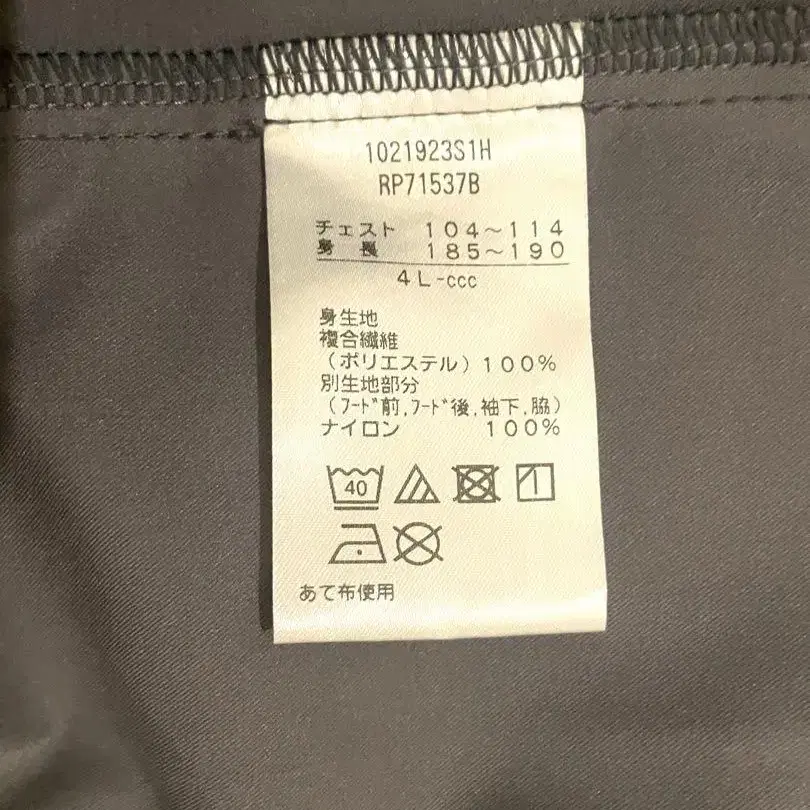 1021923S1H
RP71537B
チェスト 104～114
身 長 185～190
4L-ccc
身生地
複合繊維
（ポリエステル）100%
別生地部分
（ﾌｰﾄﾞ前,ﾌｰﾄﾞ後,袖下,脇）
ナイロン 100%
40
あて布使用